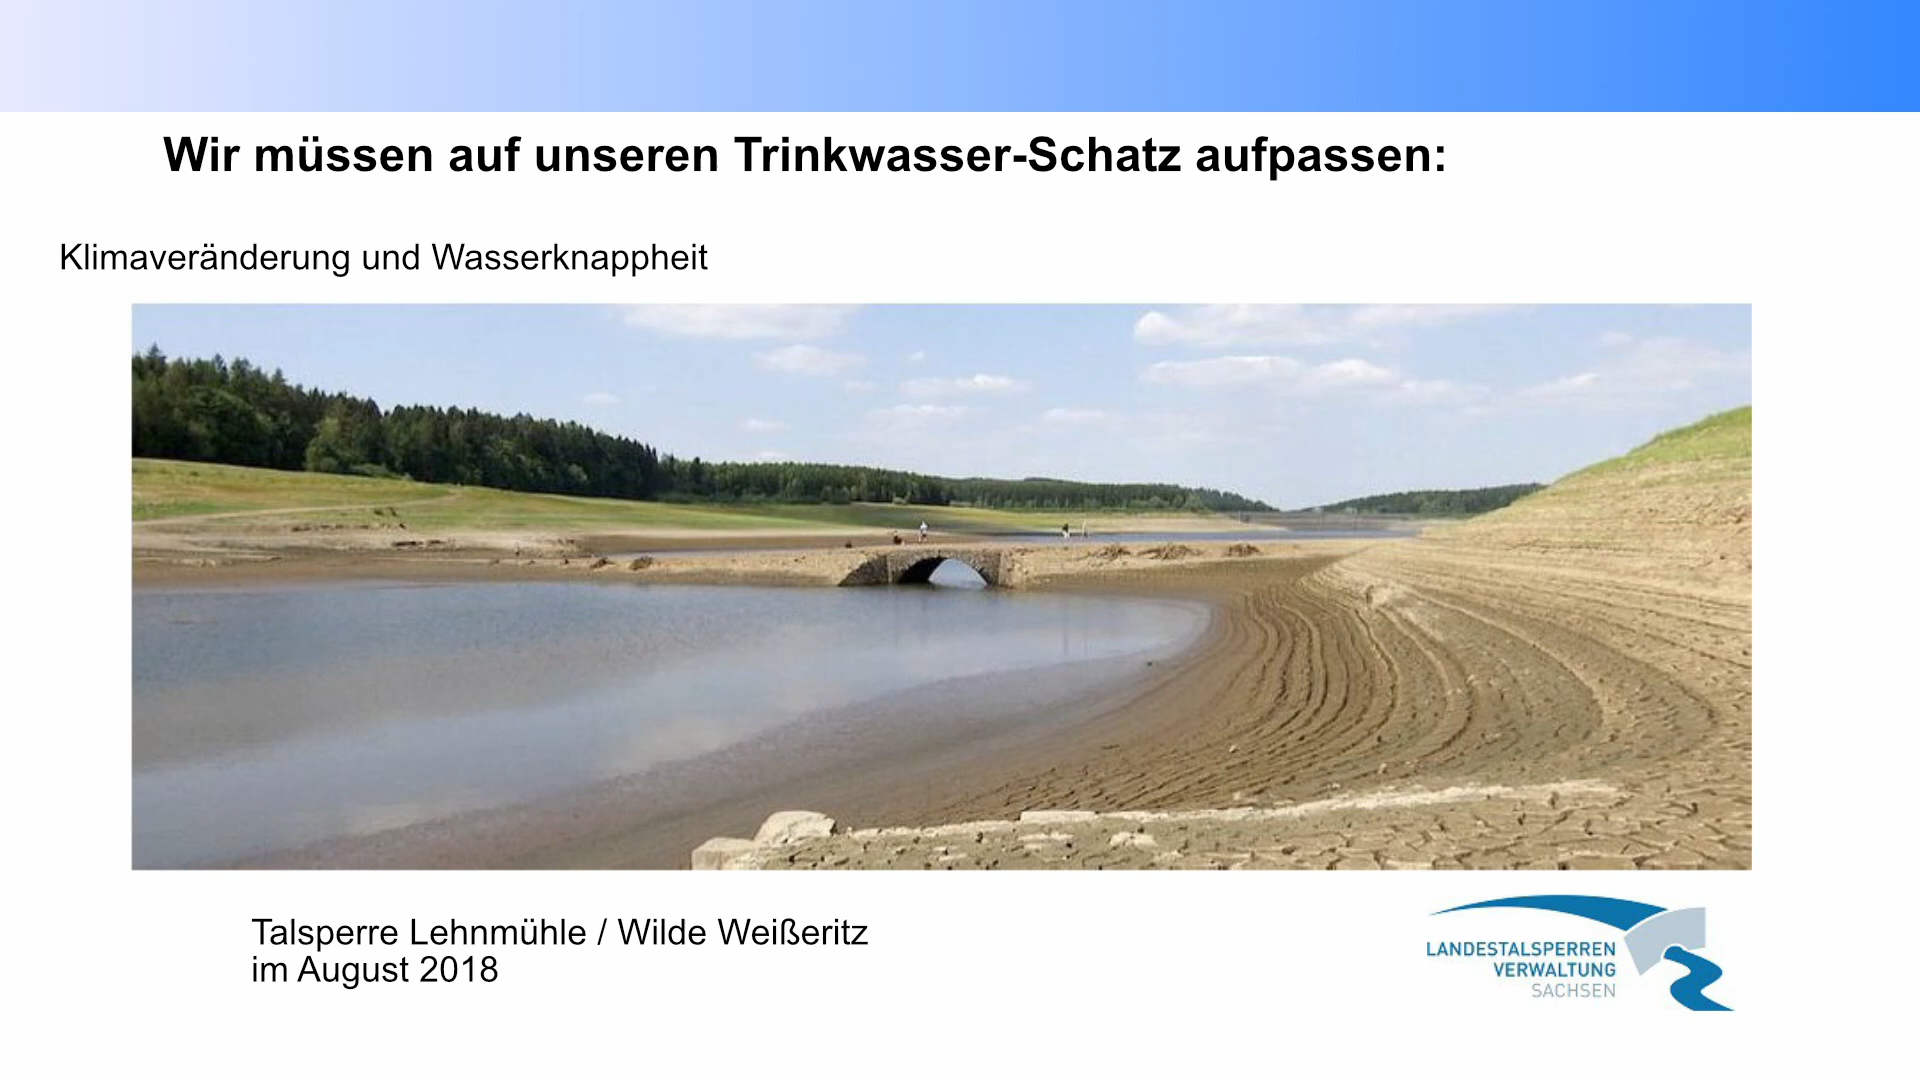 Wir müssen auf unseren Trinkwasser-Schatz aufpassen:
Klimaveränderung und Wasserknappheit
Talsperre Lehnmühle / Wilde Weißeritz
im August 2018
LANDESTALSPERREN
VERWALTUNG
SACHSEN